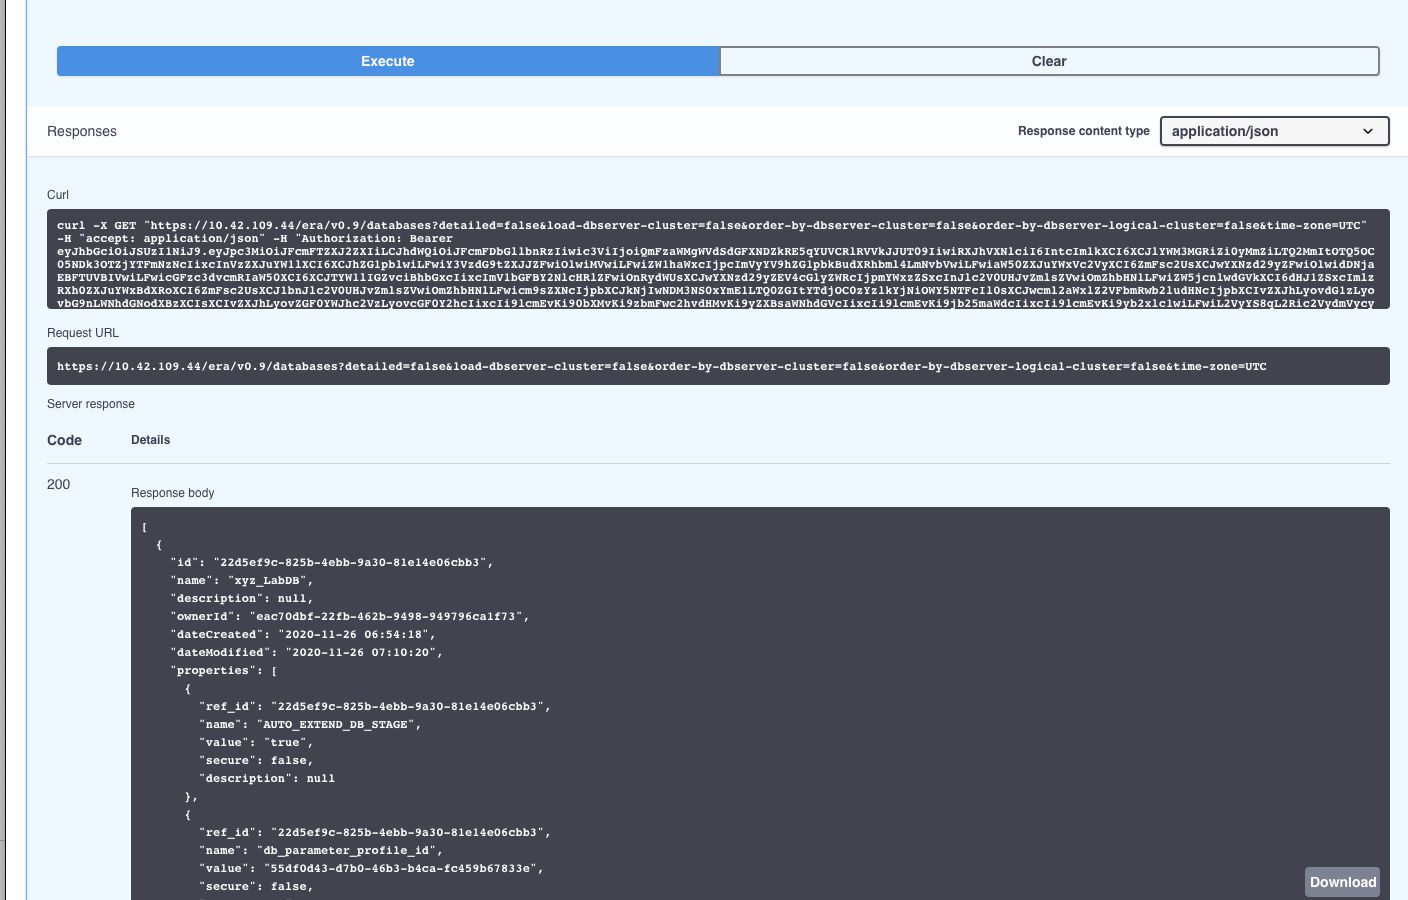 Execute
Clear
Responses
Response content type
application/json
Curl
curl -X GET "https://10.42.109.44/era/v0.9/databases?detailed=false&load-dbserver-cluster=false&order-by-dbserver-cluster=false&order-by-dbserver-logical-cluster=false&time-zone=UTC"
-H "accept: application/json" -H "Authorization: Bearer
Request URL
https://10.42.109.44/era/v0.9/databases?detailed=false&load-dbserver-cluster=false&order-by-dbserver-cluster=false&order-by-dbserver-logical-cluster=false&time-zone=UTC
Server response
Code
Details
200
Response body
[
{
"id": "22d5ef9c-825b-4ebb-9a30-81e14e06cbb3",
"name": "xyz_LabDB",
"description": null,
"ownerId": "eac70dbf-22fb-462b-9498-949796ca1f73",
"dateCreated": "2020-11-26 06:54:18",
"dateModified": "2020-11-26 07:10:20",
"properties": [
{
"ref_id": "22d5ef9c-825b-4ebb-9a30-81e14e06cbb3",
"name": "AUTO_EXTEND_DB_STAGE",
"value": "true",
"secure": false,
"description": null
},
{
"ref_id": "22d5ef9c-825b-4ebb-9a30-81e14e06cbb3",
"name": "db_parameter_profile_id",
"value": "55df0d43-d7b0-46b3-b4ca-fc459b67833e",
"secure": false,
Download